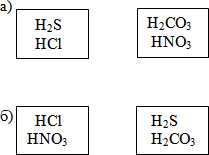 а)
H₂S
HCl
H₂CO₃
HNO₃
б)
HCl
HNO₃
H₂S
H₂CO₃